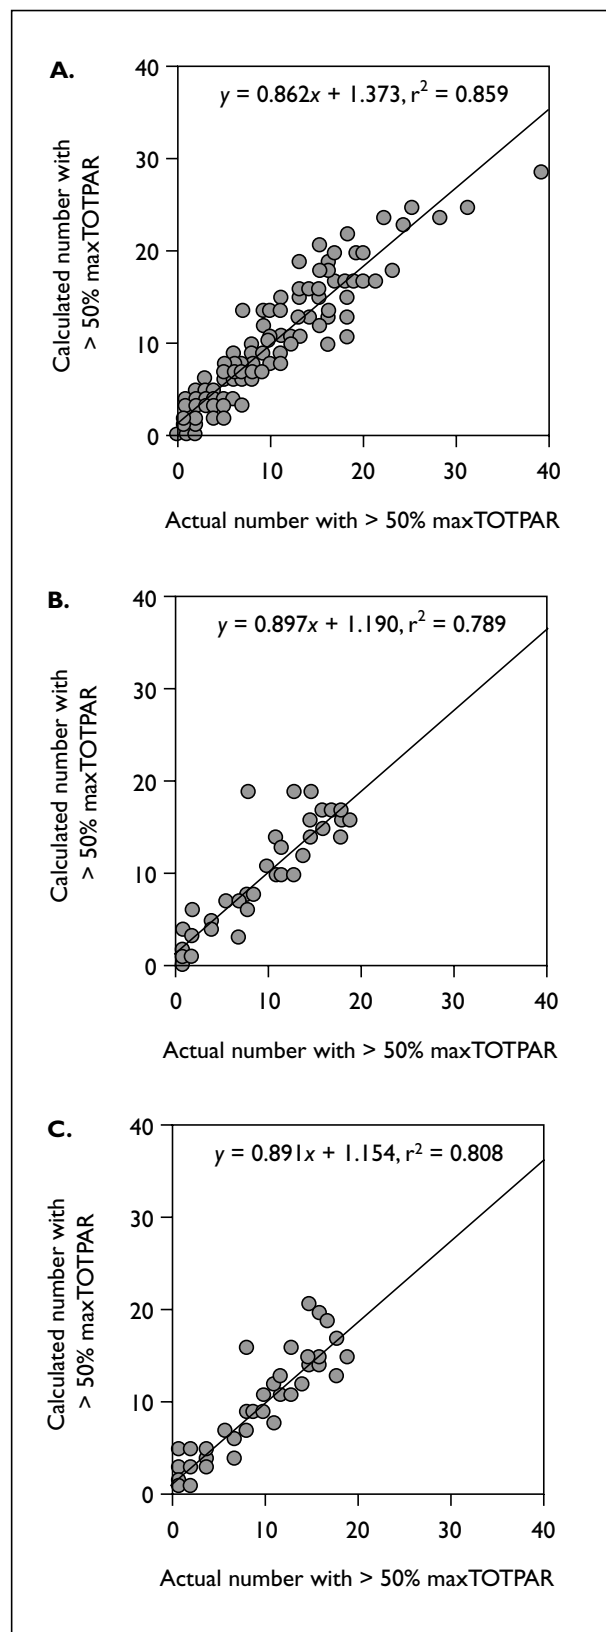 A.
y = 0.862x + 1.373, r² = 0.859
Calculated number with
> 50% maxTOTPAR
40
30
20
10
0
0 10 20 30 40
Actual number with > 50% maxTOTPAR
B.
y = 0.897x + 1.190, r² = 0.789
Calculated number with
> 50% maxTOTPAR
40
30
20
10
0
0 10 20 30 40
Actual number with > 50% maxTOTPAR
C.
y = 0.891x + 1.154, r² = 0.808
Calculated number with
> 50% maxTOTPAR
40
30
20
10
0
0 10 20 30 40
Actual number with > 50% maxTOTPAR